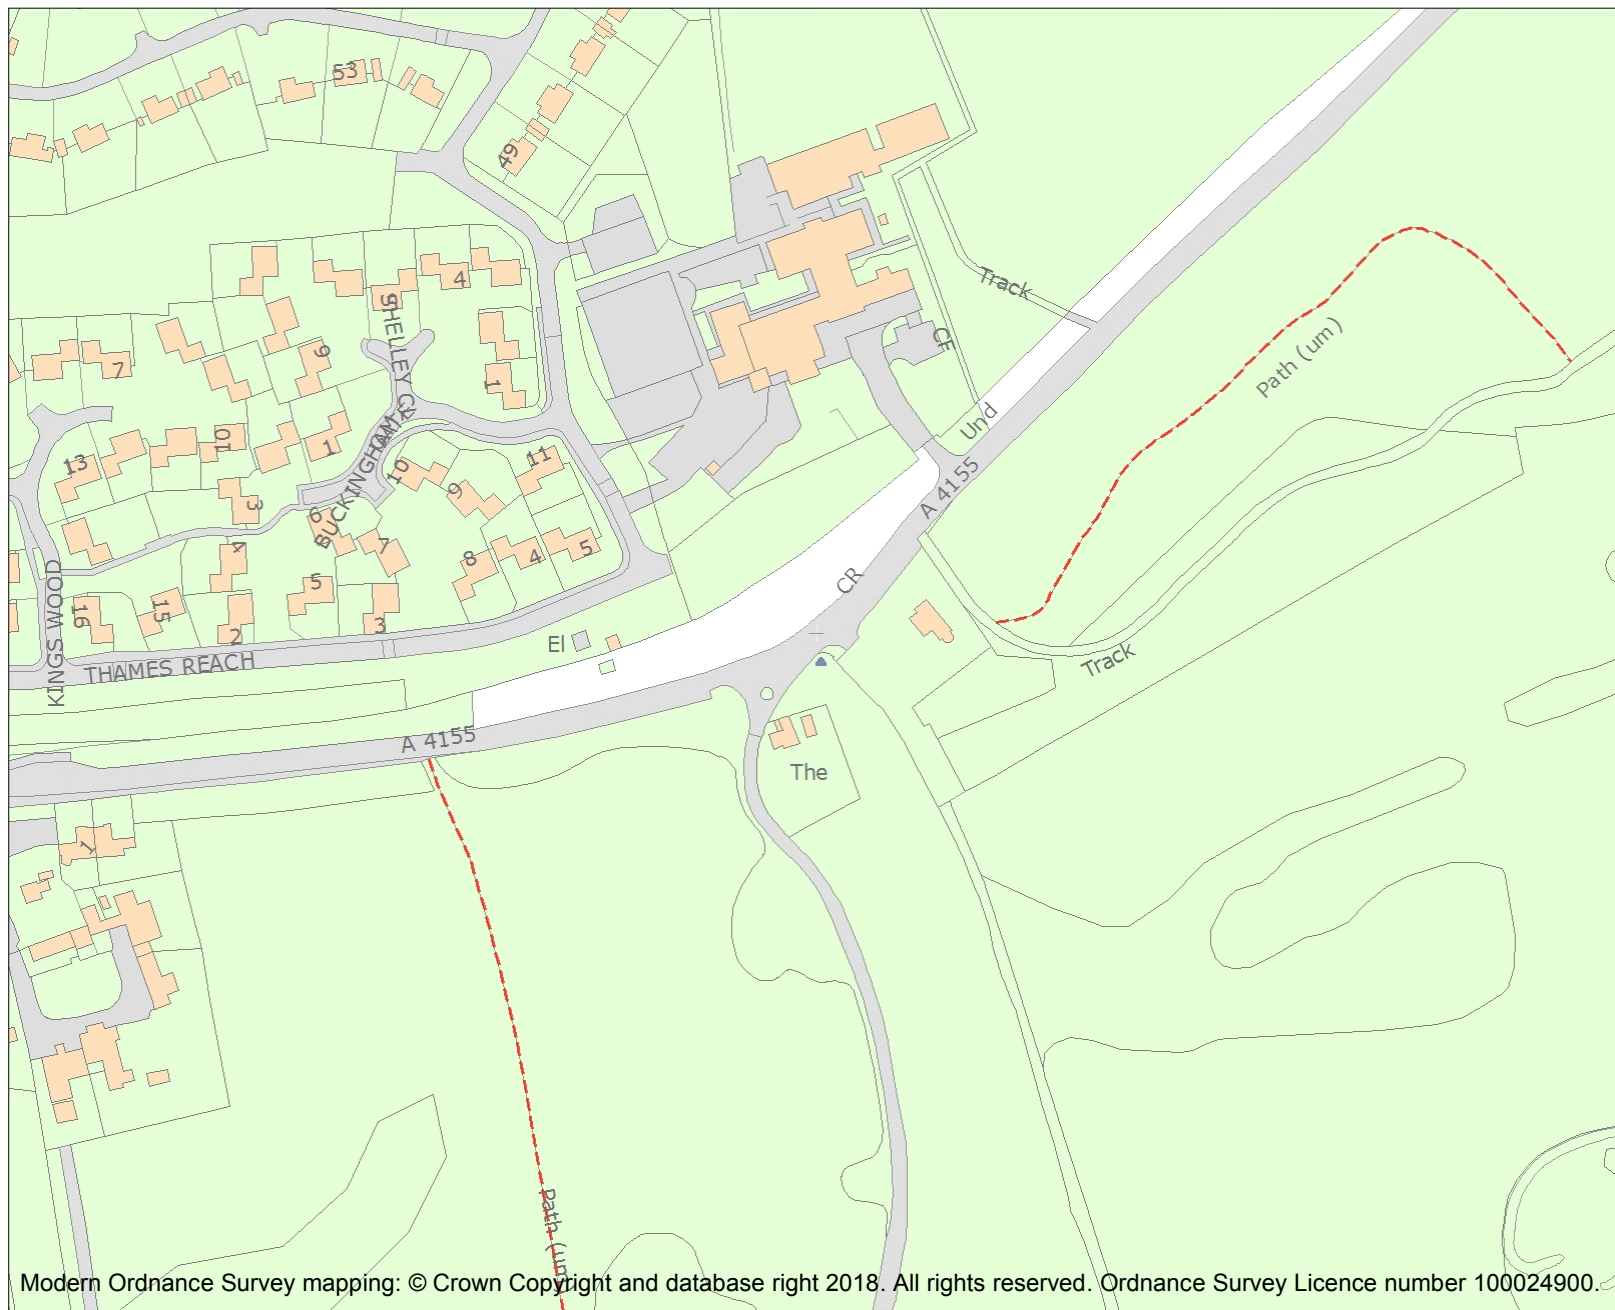 53
49
Track
4
SHELLEY CL
CF
Path (um)
9
7
1
Und
10
1
13
11
10
9
A 4155
3
BUCKINGHAM
6
7
4
8
4
5
CR
5
KINGS WOOD
16
15
2
3
El
THAMES REACH
Track
A 4155
The
1
Path (um)
Modern Ordnance Survey mapping: © Crown Copyright and database right 2018. All rights reserved. Ordnance Survey Licence number 100024900.